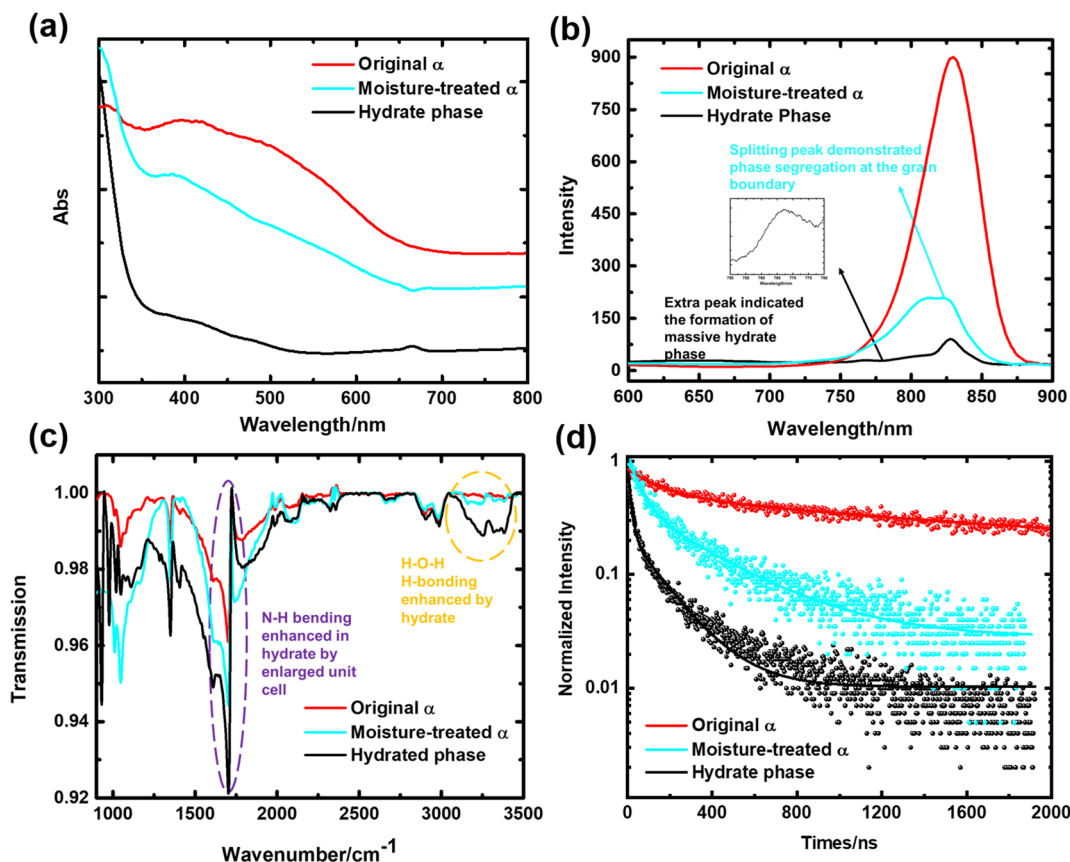 (a)
Original α
Moisture-treated α
Hydrate phase
Abs
300 400 500 600 700 800
Wavelength/nm
(b)
900
750
600
450
300
150
0
Intensity
Original α
Moisture-treated α
Hydrate Phase
Splitting peak demonstrated
phase segregation at the grain
boundary
Wavelength/nm
Extra peak indicated
the formation of
massive hydrate
phase
600 650 700 750 800 850 900
Wavelength/nm
(c)
1.00
0.98
0.96
0.94
0.92
Transmission
H-O-H
H-bonding
enhanced by
hydrate
N-H bending
enhanced in
hydrate by
enlarged unit
cell
Original α
Moisture-treated α
Hydrated phase
1000 1500 2000 2500 3000 3500
Wavenumber/cm⁻¹
(d)
1
0.1
0.01
Normalized Intensity
Original α
Moisture-treated α
Hydrate phase
0 400 800 1200 1600 2000
Times/ns